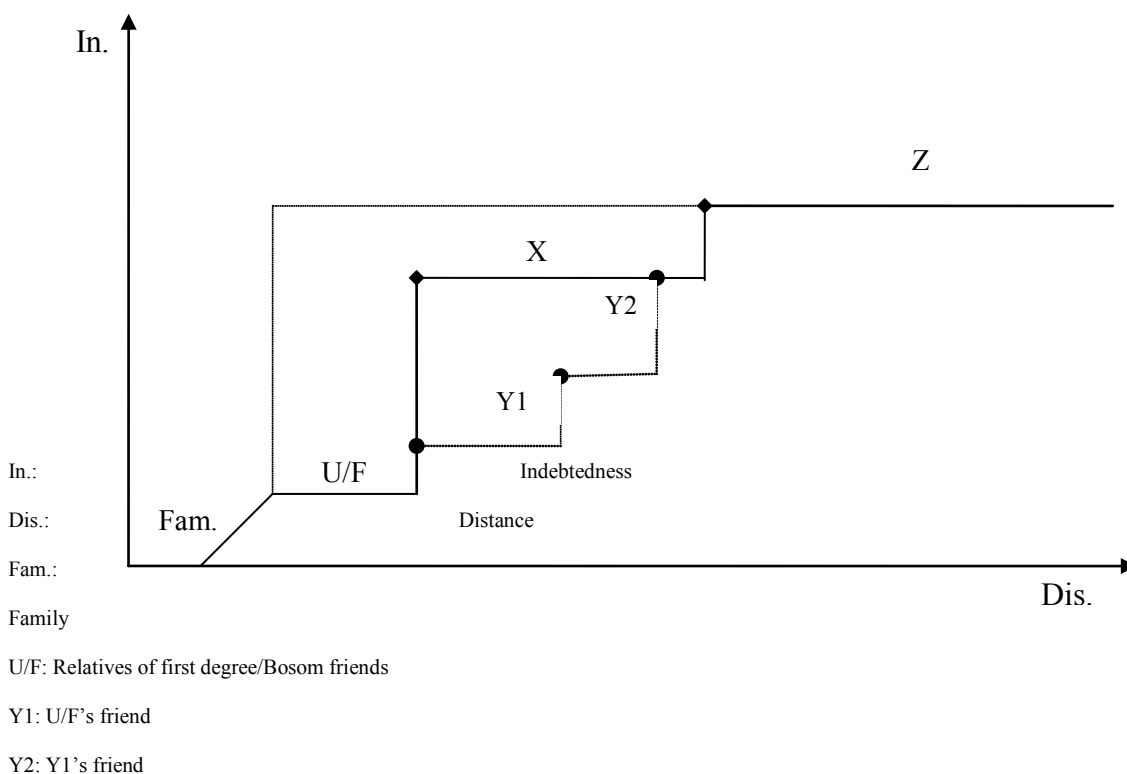 In.
Z
X
Y2
Y1
U/F
In.: Indebtedness
Fam.
Dis.: Distance
Fam.:
Dis.
Family
U/F: Relatives of first degree/Bosom friends
Y1: U/F’s friend
Y2: Y1’s friend